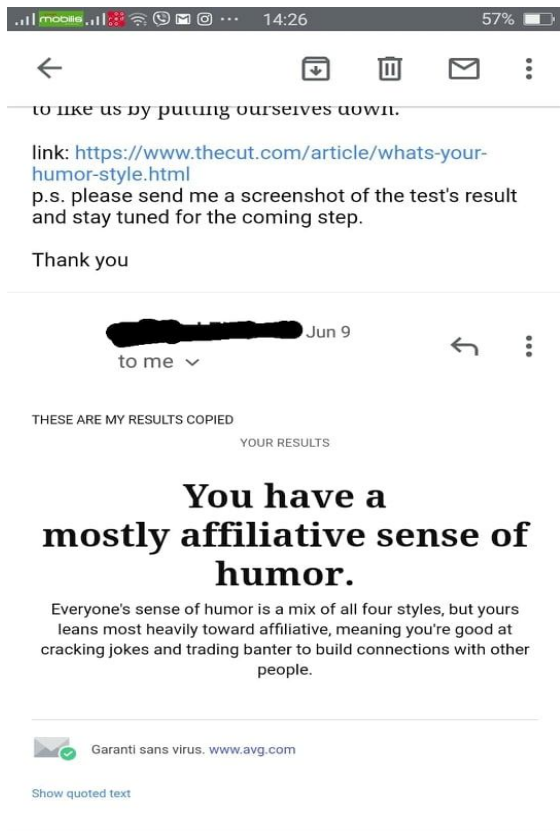 mobilis 14:26 57%
to like us by putting ourselves down.
link: https://www.thecut.com/article/whats-your-
humor-style.html
p.s. please send me a screenshot of the test's result
and stay tuned for the coming step.
Thank you
Jun 9
to me
THESE ARE MY RESULTS COPIED
YOUR RESULTS
You have a
mostly affiliative sense of
humor.
Everyone's sense of humor is a mix of all four styles, but yours
leans most heavily toward affiliative, meaning you're good at
cracking jokes and trading banter to build connections with other
people.
Garanti sans virus. www.avg.com
Show quoted text